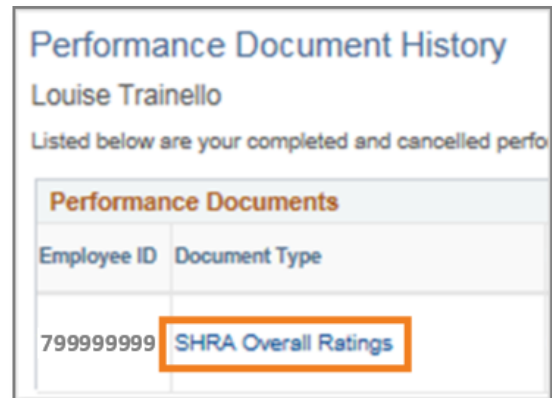 Performance Document History
Louise Trainello
Listed below are your completed and cancelled perfo
Performance Documents
Employee ID Document Type
799999999 SHRA Overall Ratings